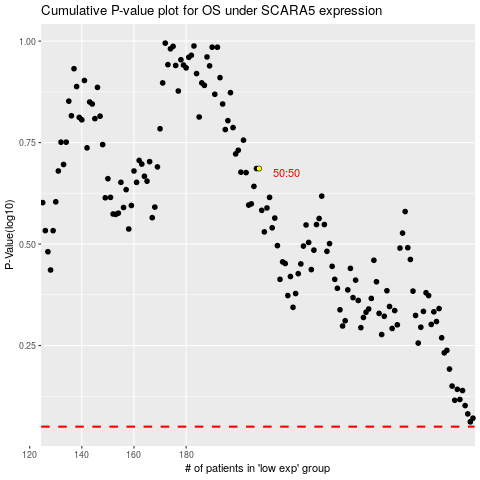 Cumulative P-value plot for OS under SCARA5 expression
P-Value(log10)
1.00
0.75
0.50
0.25
50:50
120 140 160 180
# of patients in 'low exp' group